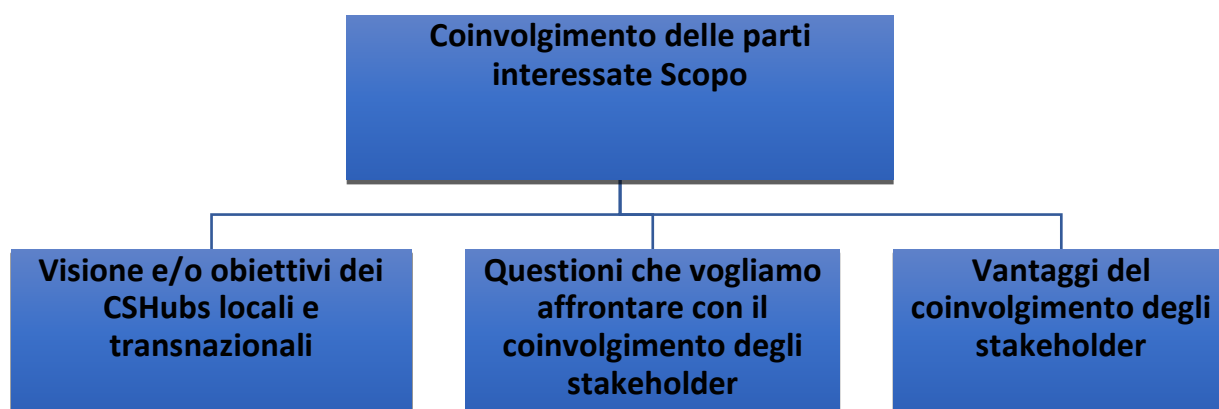 Coinvolgimento delle parti
interessate Scopo
Visione e/o obiettivi dei
CSHubs locali e
transnazionali
Questioni che vogliamo
affrontare con il
coinvolgimento degli
stakeholder
Vantaggi del
coinvolgimento degli
stakeholder